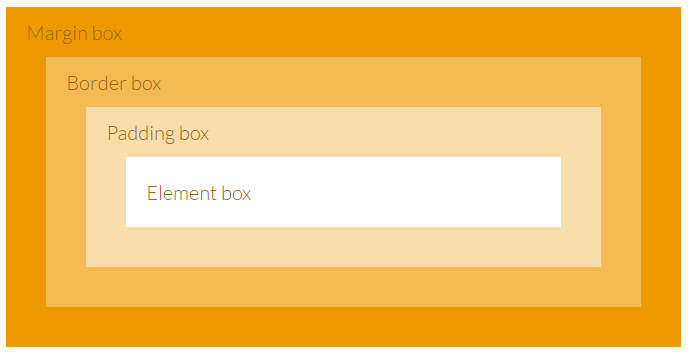 Margin box
Border box
Padding box
Element box